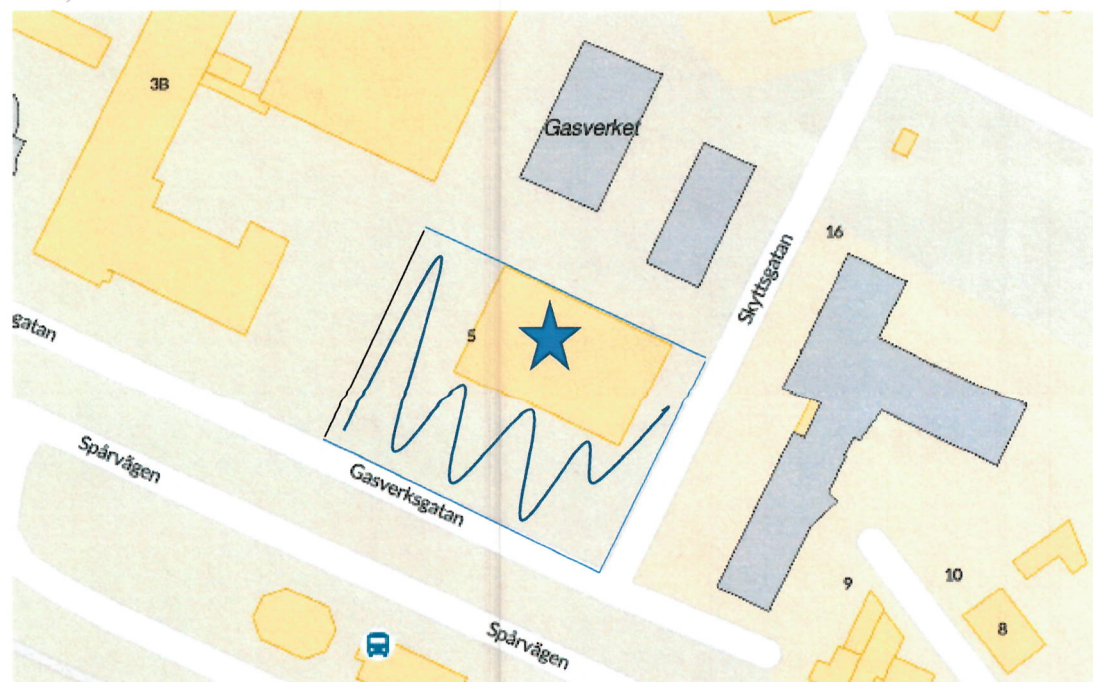 3B
Gasverket
16
Skyttsgatan
gatan
5
Spårvägen
Gasverksgatan
9
10
8
Spårvägen